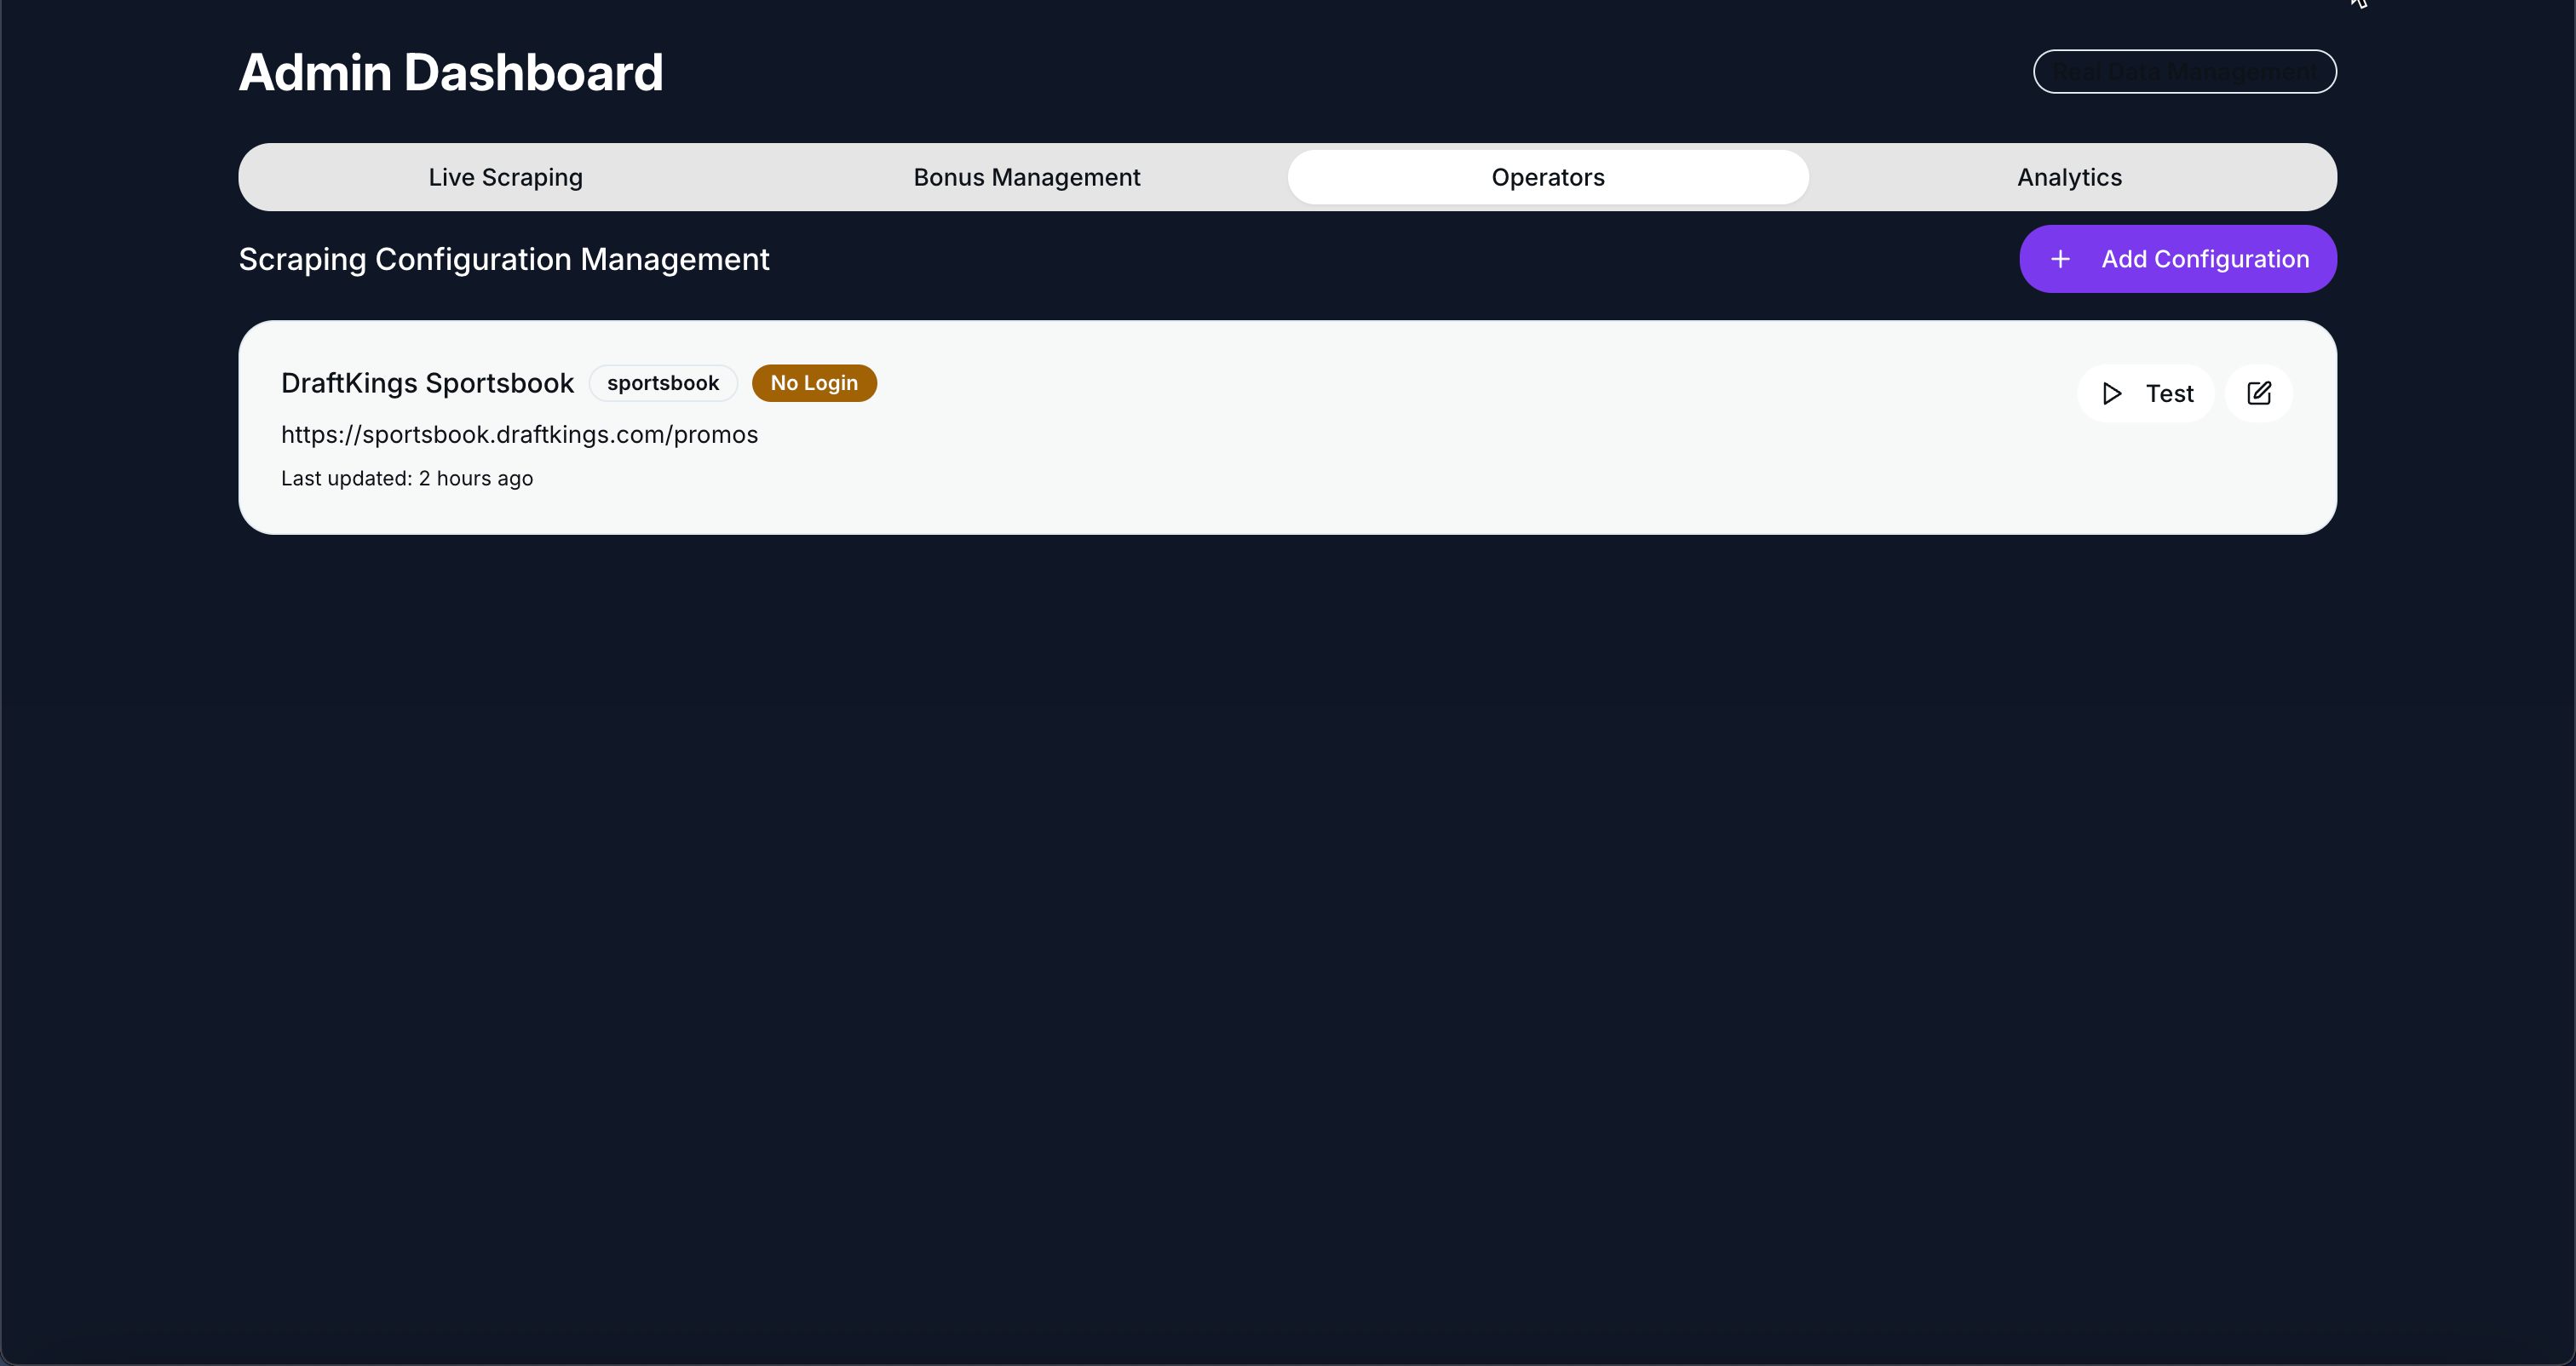 Admin Dashboard
Real Data Management
Live Scraping
Bonus Management
Operators
Analytics
Scraping Configuration Management
+ Add Configuration
DraftKings Sportsbook
sportsbook
No Login
Test
https://sportsbook.draftkings.com/promos
Last updated: 2 hours ago